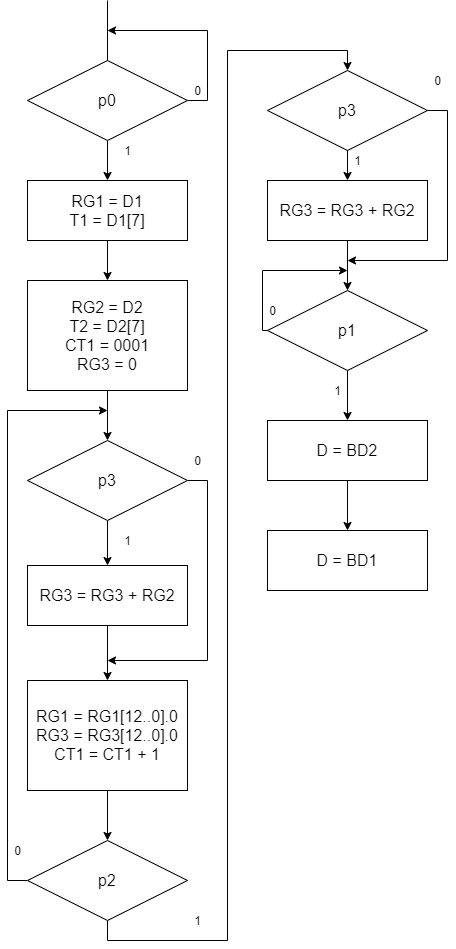 p0
0
1
RG1 = D1
T1 = D1[7]
RG2 = D2
T2 = D2[7]
CT1 = 0001
RG3 = 0
p3
0
1
RG3 = RG3 + RG2
RG1 = RG1[12..0].0
RG3 = RG3[12..0].0
CT1 = CT1 + 1
0
p2
1
0
p3
1
RG3 = RG3 + RG2
0
p1
1
D = BD2
D = BD1